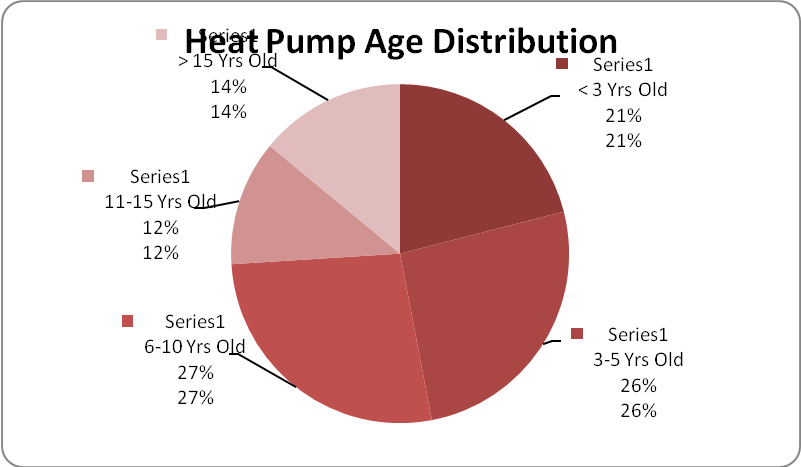 Heat Pump Age Distribution
Series1
> 15 Yrs Old
14%
14%
Series1
< 3 Yrs Old
21%
21%
Series1
11-15 Yrs Old
12%
12%
Series1
6-10 Yrs Old
27%
27%
Series1
3-5 Yrs Old
26%
26%